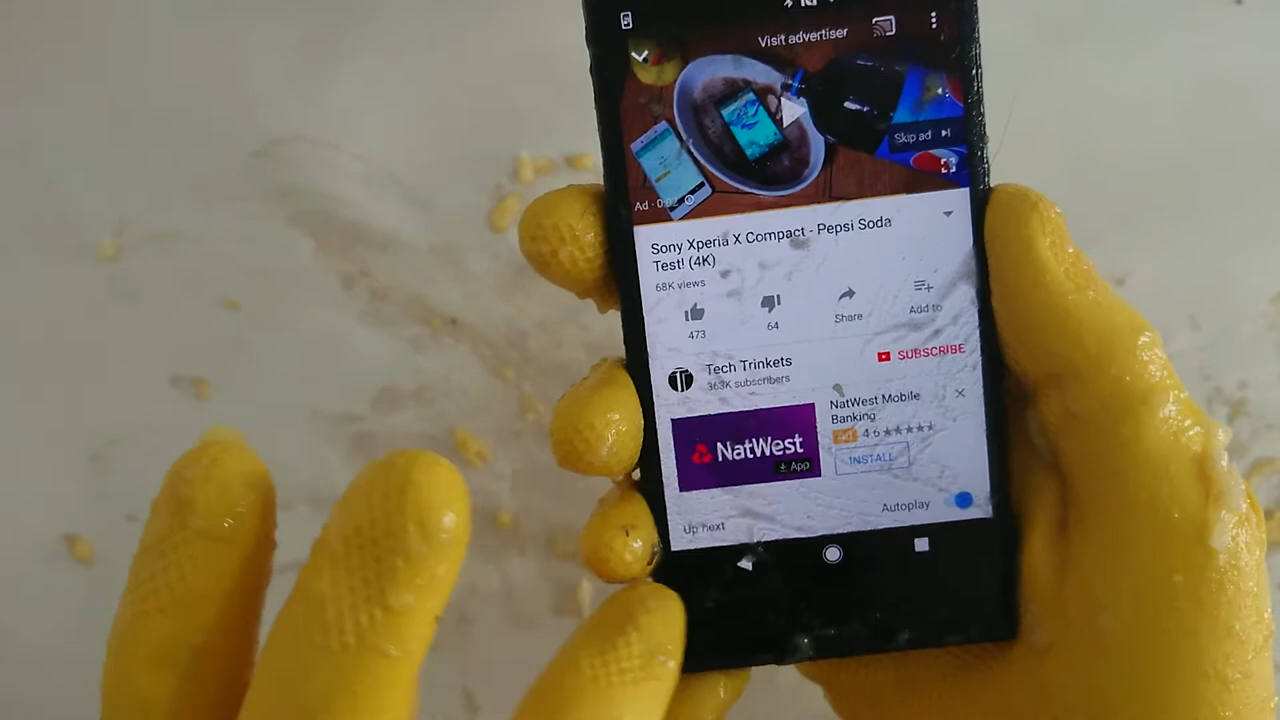 Visit advertiser
Skip ad
Ad · 0:02
Sony Xperia X Compact - Pepsi Soda
Test! (4K)
68K views
473
64
Share
Add to
Tech Trinkets
363K subscribers
SUBSCRIBE
NatWest
App
NatWest Mobile
Banking
Ad 4.6
INSTALL
Up next
Autoplay